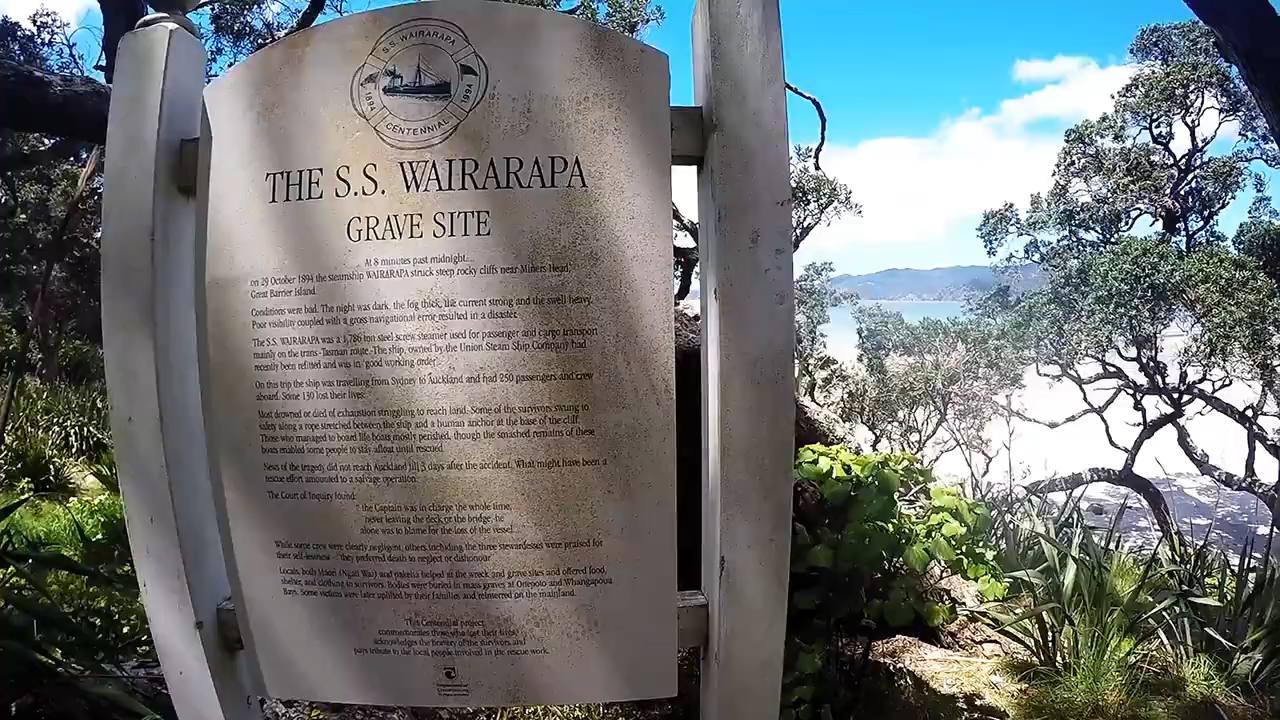 S.S. WAIRARAPA
1894 1994
CENTENNIAL
THE S.S. WAIRARAPA
GRAVE SITE
At 8 minutes past midnight...
on 29 October 1894 the steamship WAIRARAPA struck steep rocky cliffs near Miners Head,
Great Barrier Island.
Conditions were bad. The night was dark, the fog thick, the current strong and the swell heavy.
Poor visibility coupled with a gross navigational error resulted in a disaster.
The S.S. WAIRARAPA was a 1,786 ton steel screw steamer used for passenger and cargo transport
mainly on the trans-Tasman route. The ship, owned by the Union Steam Ship Company had
recently been refitted and was in 'good working order'.
On this trip the ship was travelling from Sydney to Auckland and had 250 passengers and crew
aboard. Some 130 lost their lives.
Most drowned or died of exhaustion struggling to reach land. Some of the survivors swung to
safety along a rope stretched between the ship and a human anchor at the base of the cliff.
Those who managed to board life boats mostly perished, though the smashed remains of these
boats enabled some people to stay afloat until rescued.
News of the tragedy did not reach Auckland till 3 days after the accident. What might have been a
rescue effort amounted to a salvage operation.
The Court of Inquiry found:
" the Captain was in charge the whole time,
never leaving the deck or the bridge, he
alone was to blame for the loss of the vessel
While some crew were clearly negligent, others including the three stewardesses were praised for
their self-lessness - 'they preferred death to neglect or dishonour'
Locals, both Maori (Ngati Wai) and pakeha helped at the wreck and grave sites and offered food,
shelter, and clothing to survivors. Bodies were buried in mass graves at Onepoto and Whangapoua
Bays. Some victims were later uplifted by their families and reinterred on the mainland.
This Centennial project
commemorates those who lost their lives,
acknowledges the bravery of the survivors and
pays tribute to the local people involved in the rescue work.
Department of
Conservation